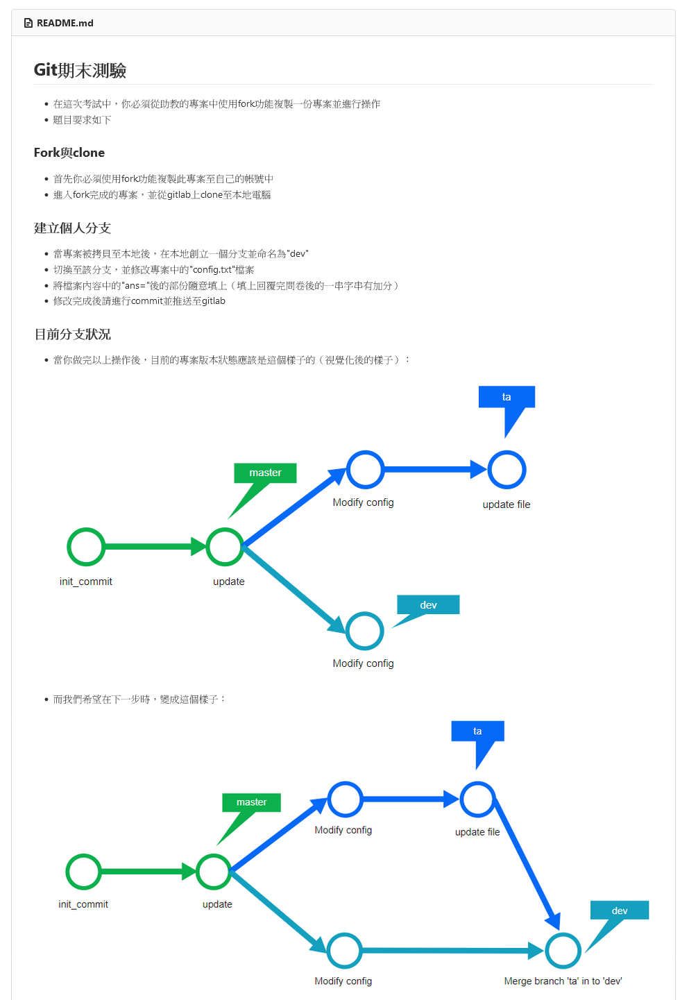 README.md
Git期末測驗
在這次考試中，你必須從助教的專案中使用fork功能複製一份專案並進行操作
題目要求如下
Fork與clone
首先你必須使用fork功能複製此專案至自己的帳號中
進入fork完成的專案，並從gitlab上clone至本地電腦
建立個人分支
當專案被拷貝至本地後，在本地創立一個分支並命名為"dev"
切換至該分支，並修改專案中的"config.txt"檔案
將檔案內容中的"ans="後的部份隨意填上（填上回覆完問卷後的一串字串有加分）
修改完成後請進行commit並推送至gitlab
目前分支狀況
當你做完以上操作後，目前的專案版本狀態應該是這個樣子的（視覺化後的樣子）：
ta
master
Modify config
update file
init_commit
update
dev
Modify config
而我們希望在下一步時，變成這個樣子：
ta
master
Modify config
update file
init_commit
update
dev
Modify config
Merge branch 'ta' in to 'dev'